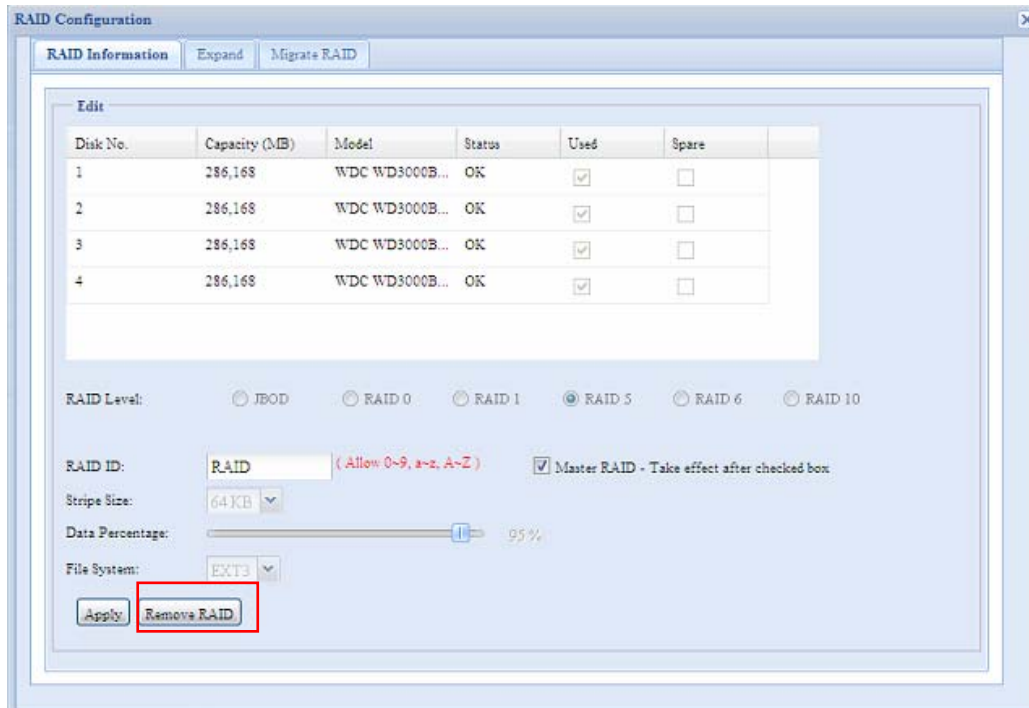 RAID Configuration
RAID Information Expand Migrate RAID
Edit
Disk No. Capacity (MB) Model Status Used Spare
1 286,168 WDC WD3000B... OK
2 286,168 WDC WD3000B... OK
3 286,168 WDC WD3000B... OK
4 286,168 WDC WD3000B... OK
RAID Level: JBOD RAID 0 RAID 1 RAID 5 RAID 6 RAID 10
RAID ID: RAID ( Allow 0~9, a~z, A~Z ) Master RAID - Take effect after checked box
Stripe Size: 64 KB
Data Percentage: 95 %
File System: EXT3
Apply Remove RAID